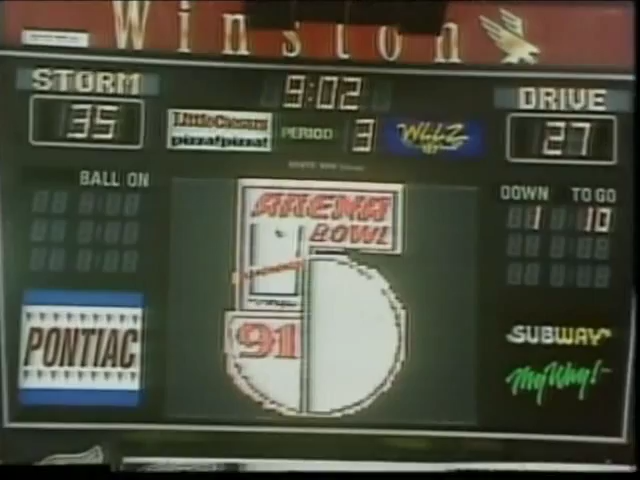 Winston
STORM
35
9:02
DRIVE
27
Little Caesars
pizza!pizza!
PERIOD 3
WLLZ
BALL ON
DOWN TO GO
1 10
ARENA
BOWL
5
91
PONTIAC
SUBWAY
My Way!